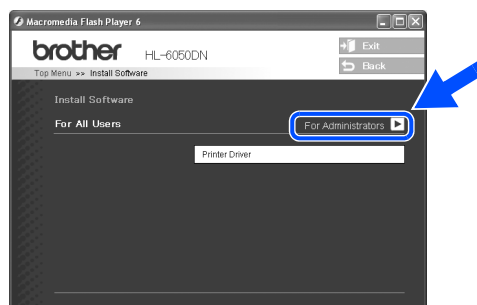 Macromedia Flash Player 6
brother HL-6050DN
Exit
Back
Top Menu >> Install Software
Install Software
For All Users
For Administrators
Printer Driver